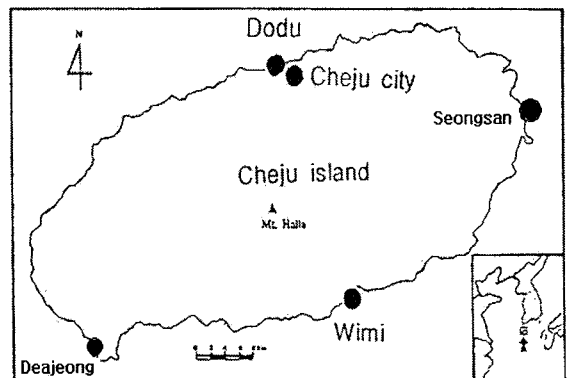 Dodu
N
Cheju city
Seongsan
Cheju island
Mt. Halla
Wimi
Deajeong